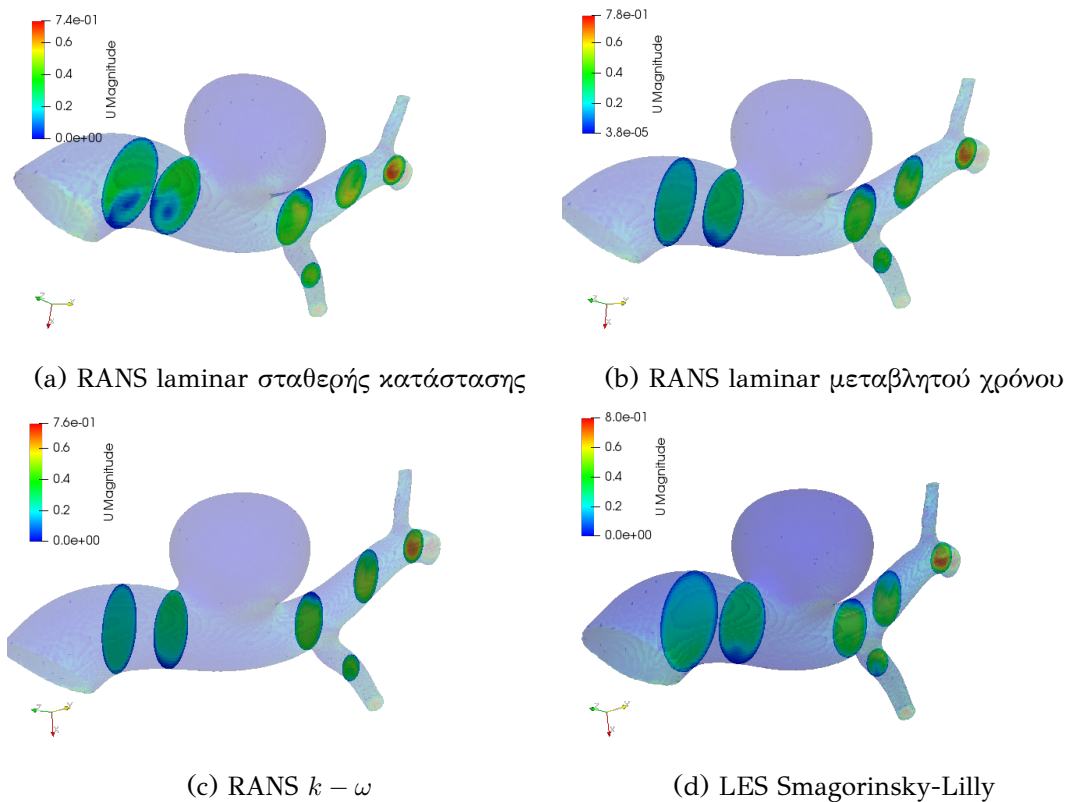 7.4e-01
0.6
0.4
0.2
0.0e+00
U Magnitude
Z
Y
X
(a) RANS laminar σταθερής κατάστασης
7.8e-01
0.6
0.4
0.2
3.8e-05
U Magnitude
Z
Y
X
(b) RANS laminar μεταβλητού χρόνου
7.6e-01
0.6
0.4
0.2
0.0e+00
U Magnitude
Z
Y
X
(c) RANS k − ω
8.0e-01
0.6
0.4
0.2
0.0e+00
U Magnitude
Z
Y
X
(d) LES Smagorinsky-Lilly